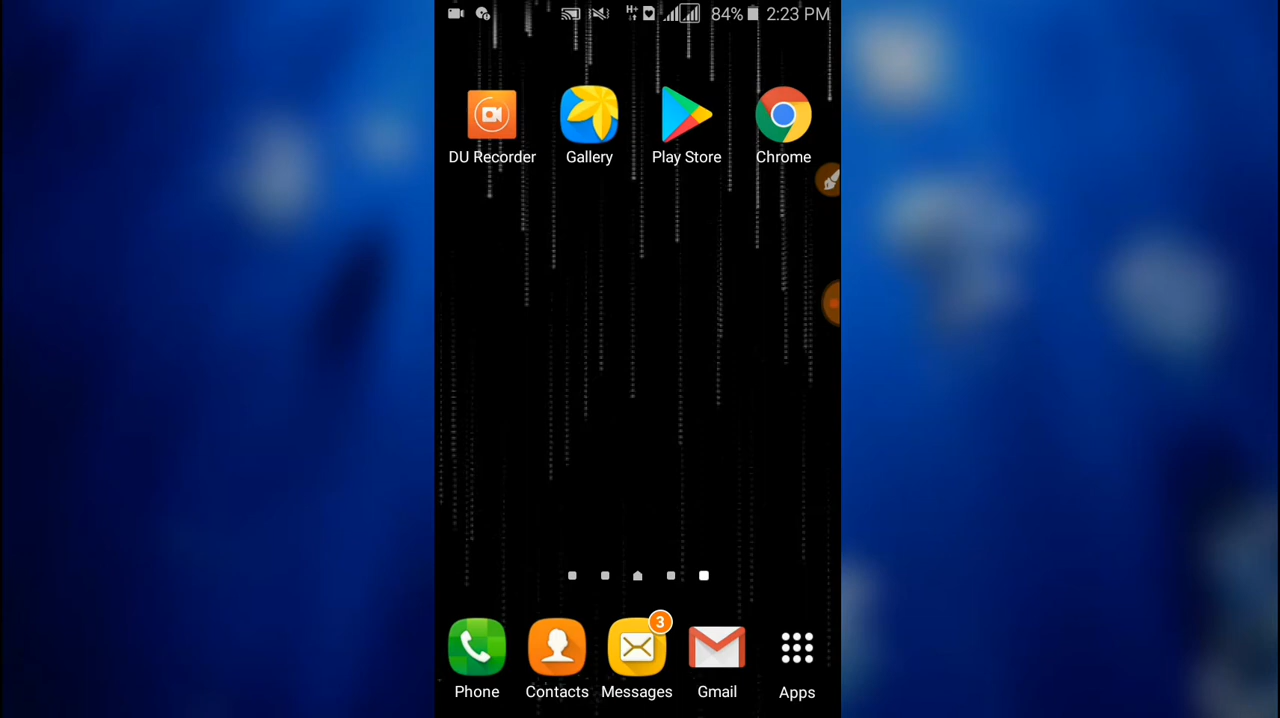 84% 2:23 PM
DU Recorder Gallery Play Store Chrome
3
Phone Contacts Messages Gmail Apps